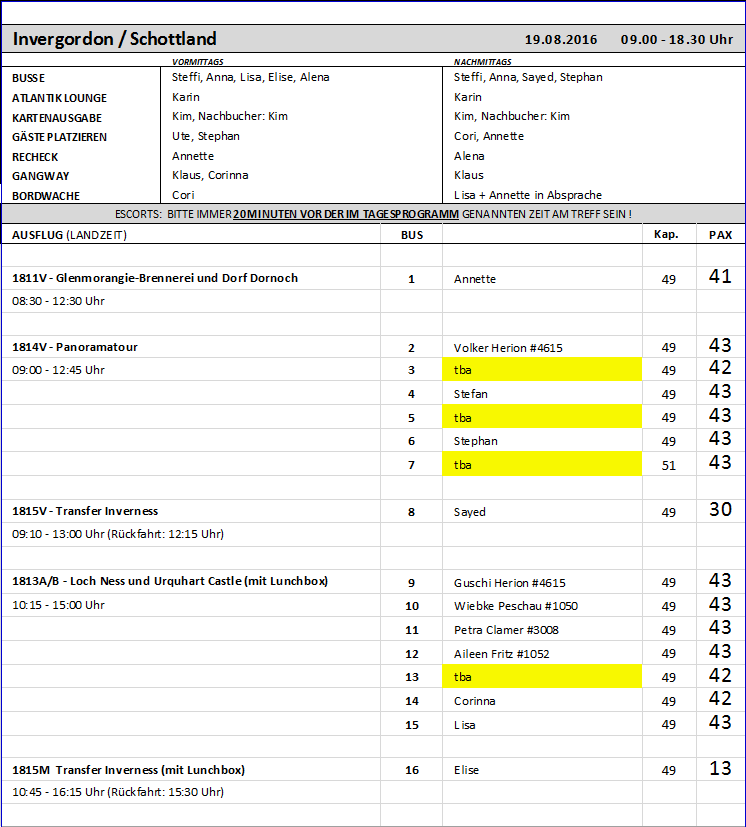 Invergordon / Schottland 19.08.2016 09.00 - 18.30 Uhr
VORMITTAGS NACHMITTAGS
BUSSE Steffi, Anna, Lisa, Elise, Alena Steffi, Anna, Sayed, Stephan
ATLANTIK LOUNGE Karin Karin
KARTENAUSGABE Kim, Nachbucher: Kim Kim, Nachbucher: Kim
GÄSTE PLATZIEREN Ute, Stephan Cori, Annette
RECHECK Annette Alena
GANGWAY Klaus, Corinna Klaus
BORDWACHE Cori Lisa + Annette in Absprache
ESCORTS: BITTE IMMER 20 MINUTEN VOR DER IM TAGESPROGRAMM GENANNTEN ZEIT AM TREFF SEIN !
AUSFLUG (LANDZEIT) BUS Kap. PAX
1811V - Glenmorangie-Brennerei und Dorf Dornoch 1 Annette 49 41
08:30 - 12:30 Uhr
1814V - Panoramatour 2 Volker Herion #4615 49 43
09:00 - 12:45 Uhr 3 tba 49 42
4 Stefan 49 43
5 tba 49 43
6 Stephan 49 43
7 tba 51 43
1815V - Transfer Inverness 8 Sayed 49 30
09:10 - 13:00 Uhr (Rückfahrt: 12:15 Uhr)
1813A/B - Loch Ness und Urquhart Castle (mit Lunchbox) 9 Guschi Herion #4615 49 43
10:15 - 15:00 Uhr 10 Wiebke Peschau #1050 49 43
11 Petra Clamer #3008 49 43
12 Aileen Fritz #1052 49 43
13 tba 49 42
14 Corinna 49 42
15 Lisa 49 43
1815M Transfer Inverness (mit Lunchbox) 16 Elise 49 13
10:45 - 16:15 Uhr (Rückfahrt: 15:30 Uhr)